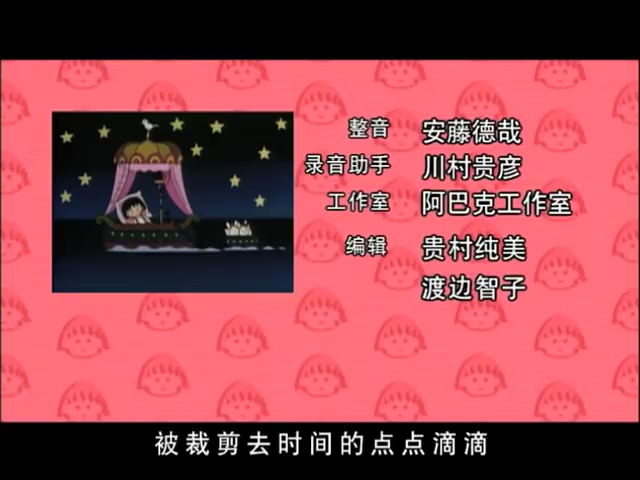 整音 安藤德哉
录音助手 川村贵彦
工作室 阿巴克工作室
编辑 贵村纯美
渡边智子
被裁剪去时间的点点滴滴